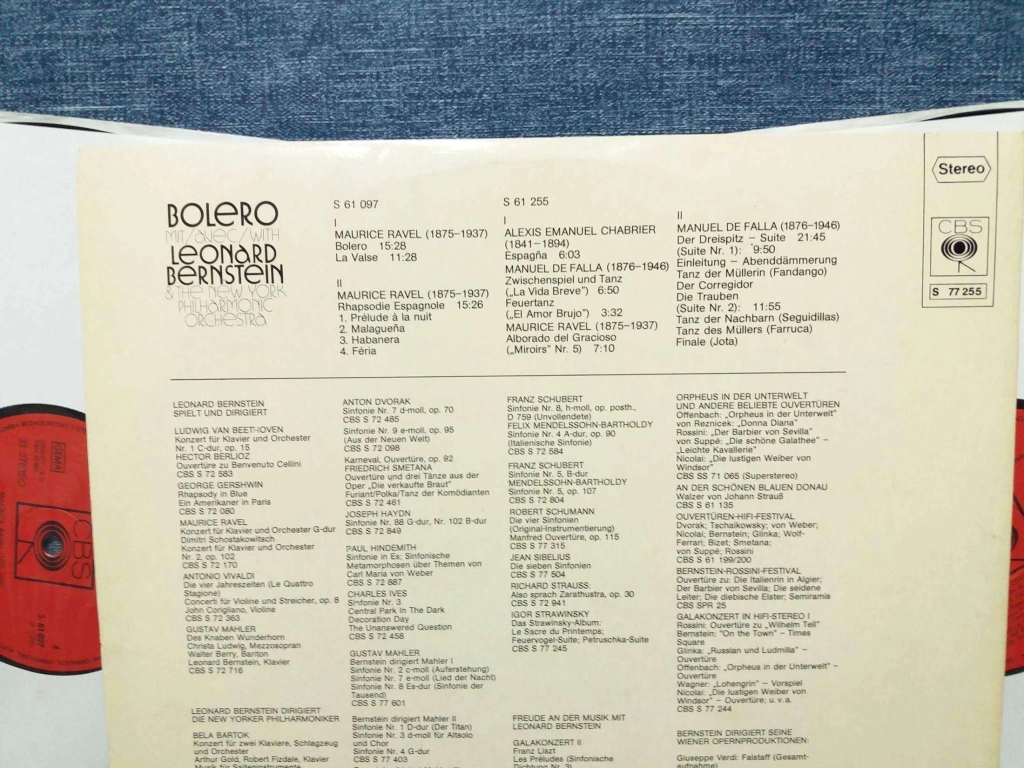 BOLERO
MIT/AVEC/WITH
LEONARD
BERNSTEIN
& THE NEW YORK
PHILHARMONIC
ORCHESTRA
S 61 097
I
MAURICE RAVEL (1875–1937)
Bolero 15:28
La Valse 11:28
II
MAURICE RAVEL (1875–1937)
Rhapsodie Espagnole 15:26
1. Prélude à la nuit
2. Malagueña
3. Habanera
4. Féria
S 61 255
I
ALEXIS EMANUEL CHABRIER
(1841–1894)
Espagña 6:03
MANUEL DE FALLA (1876–1946)
Zwischenspiel und Tanz
(„La Vida Breve") 6:50
Feuertanz
(„El Amor Brujo") 3:32
MAURICE RAVEL (1875–1937)
Alborado del Gracioso
(„Miroirs" Nr. 5) 7:10
II
MANUEL DE FALLA (1876-1946)
Der Dreispitz – Suite 21:45
(Suite Nr. 1): 9:50
Einleitung – Abenddämmerung
Tanz der Müllerin (Fandango)
Der Corregidor
Die Trauben
(Suite Nr. 2): 11:55
Tanz der Nachbarn (Seguidillas)
Tanz des Müllers (Farruca)
Finale (Jota)
Stereo
CBS
S 77 255
LEONARD BERNSTEIN
SPIELT UND DIRIGIERT
LUDWIG VAN BEETHOVEN
Konzert für Klavier und Orchester
Nr. 1 C-dur, op. 15
HECTOR BERLIOZ
Ouvertüre zu Benvenuto Cellini
CBS S 72 583
GEORGE GERSHWIN
Rhapsody in Blue
Ein Amerikaner in Paris
CBS S 72 080
MAURICE RAVEL
Konzert für Klavier und Orchester G-dur
Dimitri Schostakowitsch
Konzert für Klavier und Orchester
Nr. 2, op. 102
CBS S 72 170
ANTONIO VIVALDI
Die vier Jahreszeiten (Le Quattro
Stagione)
Concerti für Violine und Streicher, op. 8
John Corigliano, Violine
CBS S 72 363
GUSTAV MAHLER
Des Knaben Wunderhorn
Christa Ludwig, Mezzosopran
Walter Berry, Bariton
Leonard Bernstein, Klavier
CBS S 72 716
LEONARD BERNSTEIN DIRIGIERT
DIE NEW YORKER PHILHARMONIKER
BELA BARTOK
Konzert für zwei Klaviere, Schlagzeug
und Orchester
Arthur Gold, Robert Fizdale, Klavier
Musik für Saiteninstrumente
ANTON DVORAK
Sinfonie Nr. 7 d-moll, op. 70
CBS S 72 485
Sinfonie Nr. 9 e-moll, op. 95
(Aus der Neuen Welt)
CBS S 72 098
Karneval, Ouvertüre, op. 92
FRIEDRICH SMETANA
Ouvertüre und drei Tänze aus der
Oper „Die verkaufte Braut"
Furiant/Polka/Tanz der Komödianten
CBS S 72 461
JOSEPH HAYDN
Sinfonie Nr. 88 G-dur, Nr. 102 B-dur
CBS S 72 849
PAUL HINDEMITH
Sinfonie in Es; Sinfonische
Metamorphosen über Themen von
Carl Maria von Weber
CBS S 72 887
CHARLES IVES
Sinfonie Nr. 3
Central Park In The Dark
Decoration Day
The Unanswered Question
CBS S 72 458
GUSTAV MAHLER
Bernstein dirigiert Mahler I
Sinfonie Nr. 2 c-moll (Auferstehung)
Sinfonie Nr. 7 e-moll (Lied der Nacht)
Sinfonie Nr. 8 Es-dur (Sinfonie der
Tausend)
CBS S 77 601
Bernstein dirigiert Mahler II
Sinfonie Nr. 1 D-dur (Der Titan)
Sinfonie Nr. 3 d-moll für Altsolo
und Chor
Sinfonie Nr. 4 G-dur
CBS S 77 403
FRANZ SCHUBERT
Sinfonie Nr. 8, h-moll, op. posth.,
D 759 (Unvollendete)
FELIX MENDELSSOHN-BARTHOLDY
Sinfonie Nr. 4 A-dur, op. 90
(Italienische Sinfonie)
CBS S 72 584
FRANZ SCHUBERT
Sinfonie Nr. 5, B-dur
MENDELSSOHN-BARTHOLDY
Sinfonie Nr. 5, op. 107
CBS S 72 804
ROBERT SCHUMANN
Die vier Sinfonien
(Original-Instrumentierung)
Manfred Ouvertüre, op. 115
CBS S 77 315
JEAN SIBELIUS
Die sieben Sinfonien
CBS S 77 504
RICHARD STRAUSS:
Also sprach Zarathustra, op. 30
CBS S 72 941
IGOR STRAWINSKY
Das Strawinsky-Album:
Le Sacre du Printemps;
Feuervogel-Suite; Petruschka-Suite
CBS S 77 245
FREUDE AN DER MUSIK MIT
LEONARD BERNSTEIN
GALAKONZERT II
Franz Liszt
Les Préludes (Sinfonische
Dichtung Nr. 3)
ORPHEUS IN DER UNTERWELT
UND ANDERE BELIEBTE OUVERTÜREN
Offenbach: „Orpheus in der Unterwelt"
von Reznicek: „Donna Diana"
Rossini: „Der Barbier von Sevilla"
von Suppé: „Die schöne Galathee" –
„Leichte Kavallerie"
Nicolai: „Die lustigen Weiber von
Windsor"
CBS SS 71 065 (Superstereo)
AN DER SCHÖNEN BLAUEN DONAU
Walzer von Johann Strauß
CBS S 61 135
OUVERTÜREN-HIFI-FESTIVAL
Dvorak; Tschaikowsky; von Weber;
Nicolai; Bernstein; Glinka; Wolf-
Ferrari; Bizet; Smetana;
von Suppé; Rossini
CBS S 61 199/200
BERNSTEIN-ROSSINI-FESTIVAL
Ouvertüre zu: Die Italienrin in Algier;
Der Barbier von Sevilla; Die seidene
Leiter; Die diebische Elster; Semiramis
CBS SPR 25
GALAKONZERT IN HIFI-STEREO I
Rossini: Ouvertüre zu „Wilhelm Tell"
Bernstein: "On the Town" – Times
Square
Glinka: „Russlan und Ludmilla" –
Ouvertüre
Offenbach: „Orpheus in der Unterwelt" –
Ouvertüre
Wagner: „Lohengrin" – Vorspiel
Nicolai: „Die lustigen Weiber von
Windsor" – Ouvertüre; u. v. a.
CBS S 77 244
BERNSTEIN DIRIGIERT SEINE
WIENER OPERNPRODUKTIONEN:
Giuseppe Verdi: Falstaff (Gesamt-
aufnahme)
GEMA
33
STEREO
CBS
S 61 097